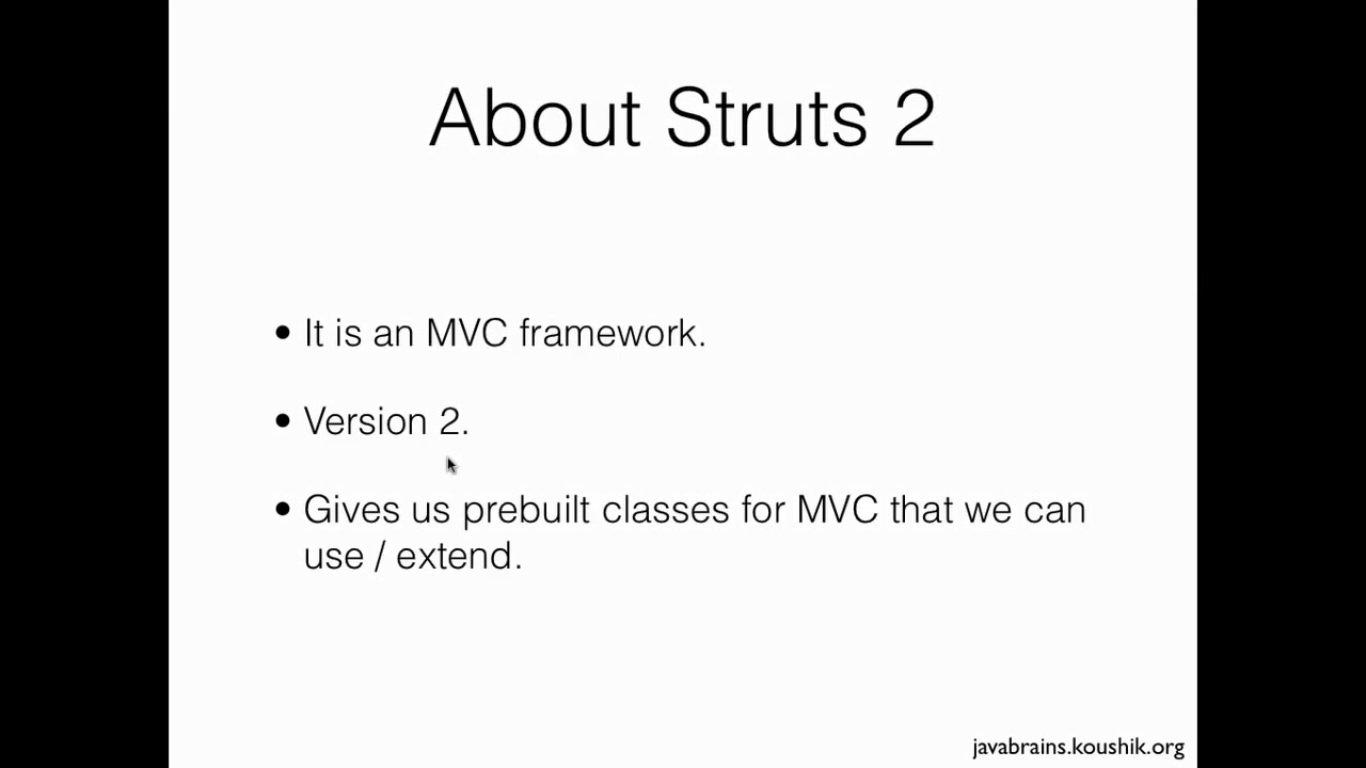 About Struts 2
• It is an MVC framework.
• Version 2.
• Gives us prebuilt classes for MVC that we can
use / extend.
javabrains.koushik.org